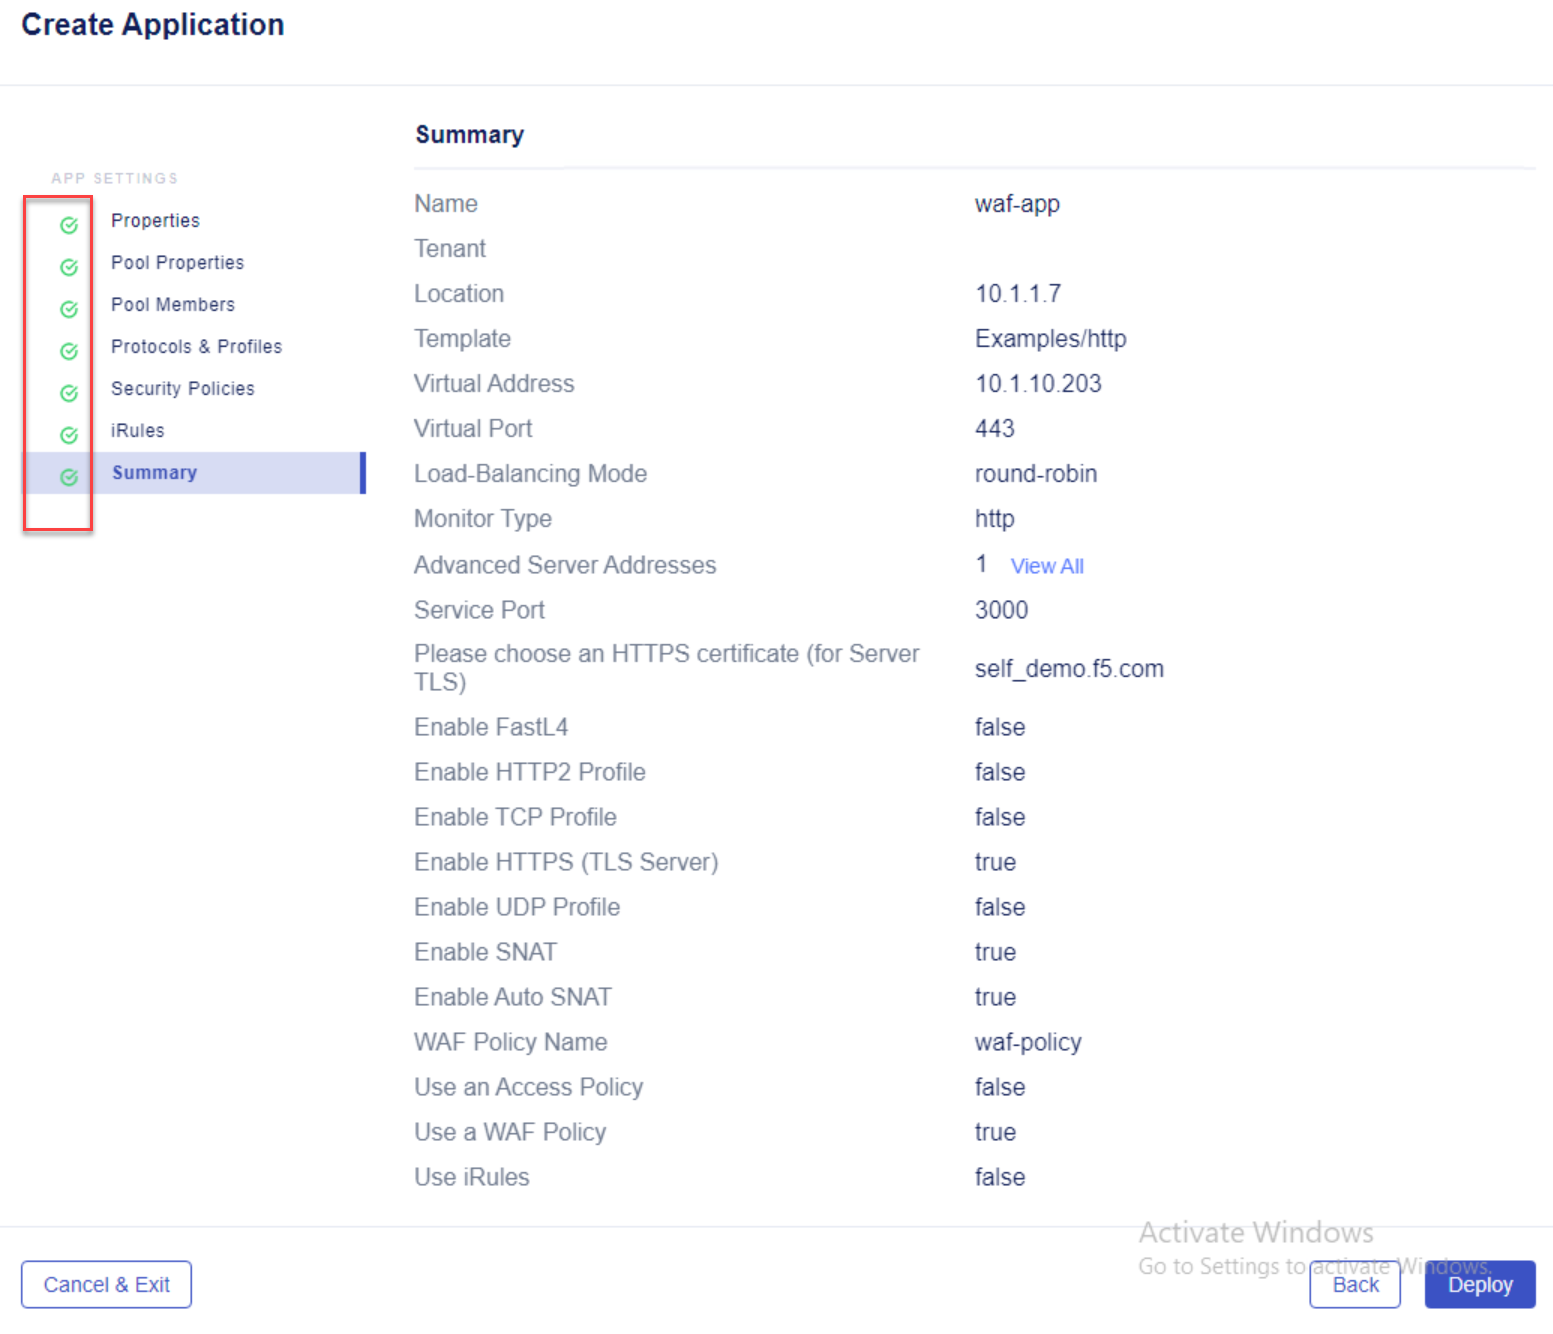 Create Application
Summary
APP SETTINGS
Properties
Pool Properties
Pool Members
Protocols & Profiles
Security Policies
iRules
Summary
Name waf-app
Tenant
Location 10.1.1.7
Template Examples/http
Virtual Address 10.1.10.203
Virtual Port 443
Load-Balancing Mode round-robin
Monitor Type http
Advanced Server Addresses 1 View All
Service Port 3000
Please choose an HTTPS certificate (for Server
TLS) self_demo.f5.com
Enable FastL4 false
Enable HTTP2 Profile false
Enable TCP Profile false
Enable HTTPS (TLS Server) true
Enable UDP Profile false
Enable SNAT true
Enable Auto SNAT true
WAF Policy Name waf-policy
Use an Access Policy false
Use a WAF Policy true
Use iRules false
Activate Windows
Go to Settings to activate Windows.
Cancel & Exit Back Deploy